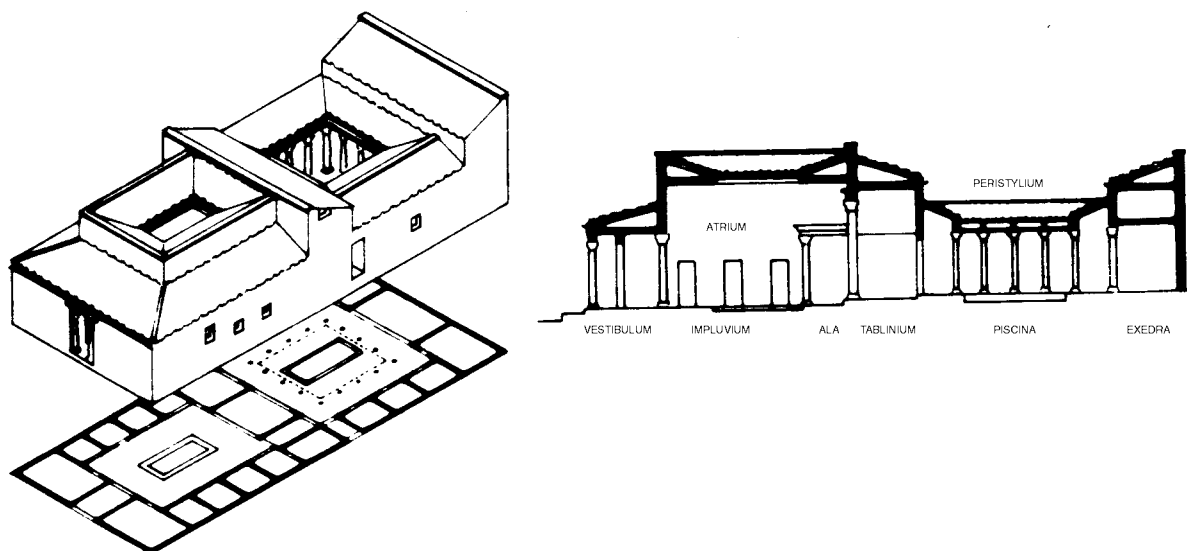 PERISTYLIUM
ATRIUM
VESTIBULUM IMPLUVIUM ALA TABLINIUM PISCINA EXEDRA